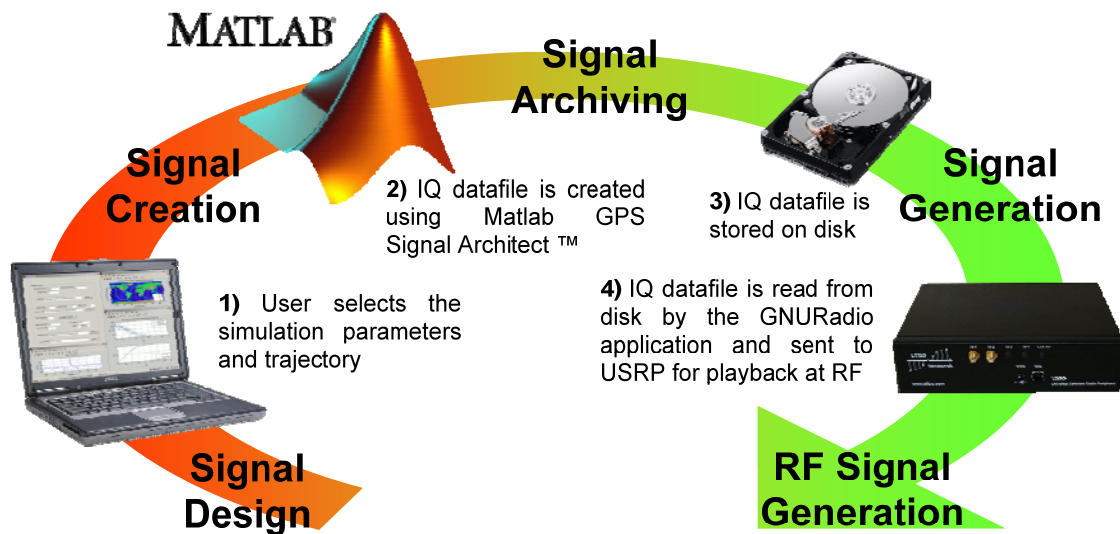 MATLAB®
Signal
Archiving
Signal
Creation
Signal
Generation
2) IQ datafile is created
using Matlab GPS
Signal Architect ™
3) IQ datafile is
stored on disk
1) User selects the
simulation parameters
and trajectory
4) IQ datafile is read from
disk by the GNURadio
application and sent to
USRP for playback at RF
Signal
Design
RF Signal
Generation